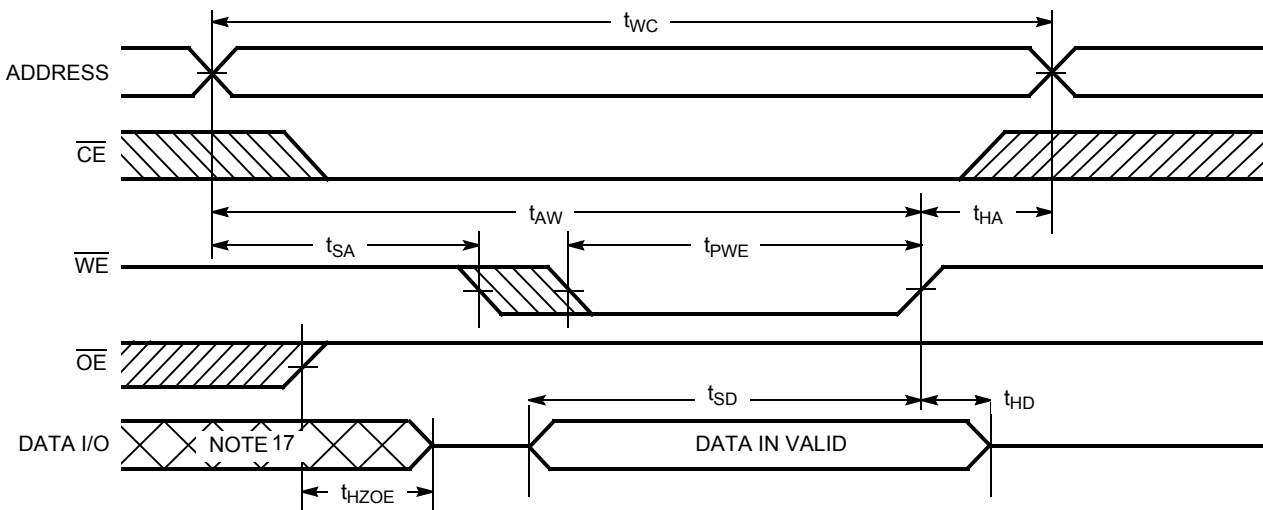 tWC
ADDRESS
CE
tAW
tHA
tSA
tPWE
WE
OE
tSD
tHD
DATA I/O
NOTE 17
DATA IN VALID
tHZOE